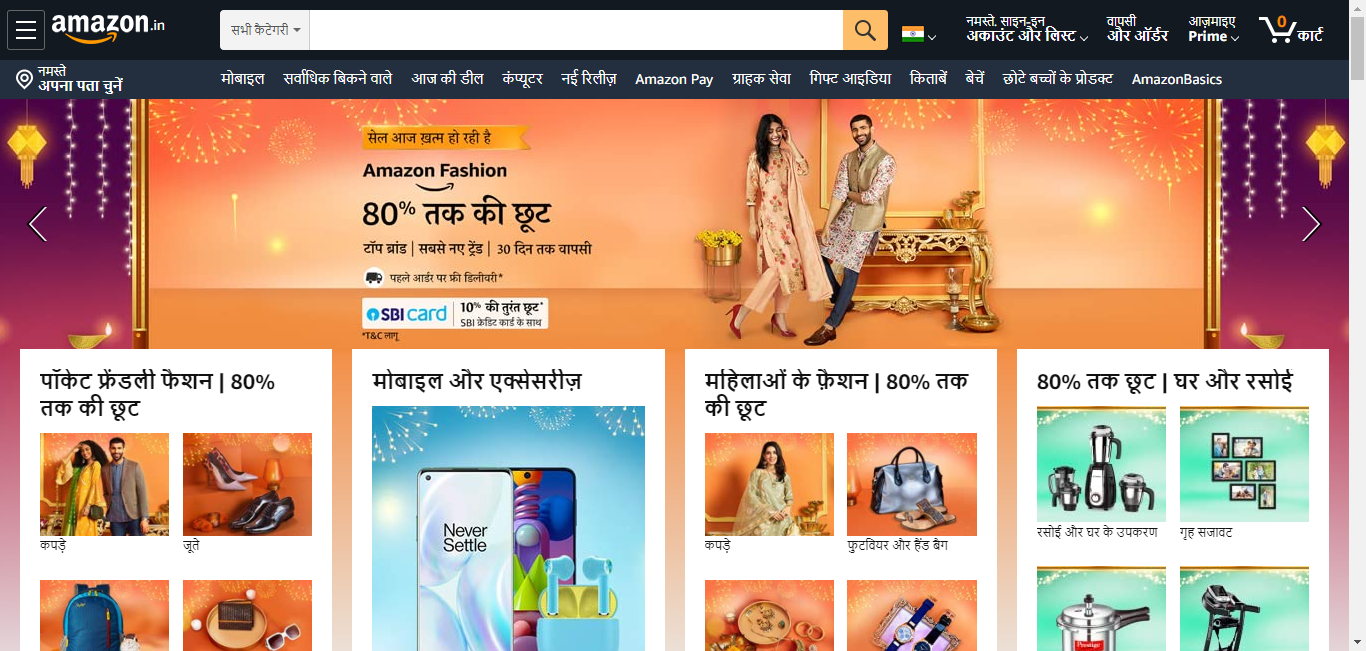 amazon.in
सभी कैटेगरी
नमस्ते, साइन-इन
अकाउंट और लिस्ट
वापसी
और ऑर्डर
आज़माइए
Prime
0
कार्ट
नमस्ते
अपना पता चुनें
मोबाइल
सर्वाधिक बिकने वाले
आज की डील
कंप्यूटर
नई रिलीज़
Amazon Pay
ग्राहक सेवा
गिफ्ट आइडिया
किताबें
बेचें
छोटे बच्चों के प्रोडक्ट
AmazonBasics
सेल आज ख़त्म हो रही है
Amazon Fashion
80% तक की छूट
टॉप ब्रांड | सबसे नए ट्रेंड | 30 दिन तक वापसी
पहले आर्डर पर फ्री डिलीवरी*
SBI card
10% की तुरंत छूट*
SBI क्रेडिट कार्ड के साथ
*T&C लागू
पॉकेट फ्रेंडली फैशन | 80%
तक की छूट
कपड़े
जूते
मोबाइल और एक्सेसरीज़
Never
Settle
महिलाओं के फ़ैशन | 80% तक
की छूट
कपड़े
फुटवियर और हैंड बैग
80% तक छूट | घर और रसोई
रसोई और घर के उपकरण
गृह सजावट
Prestige